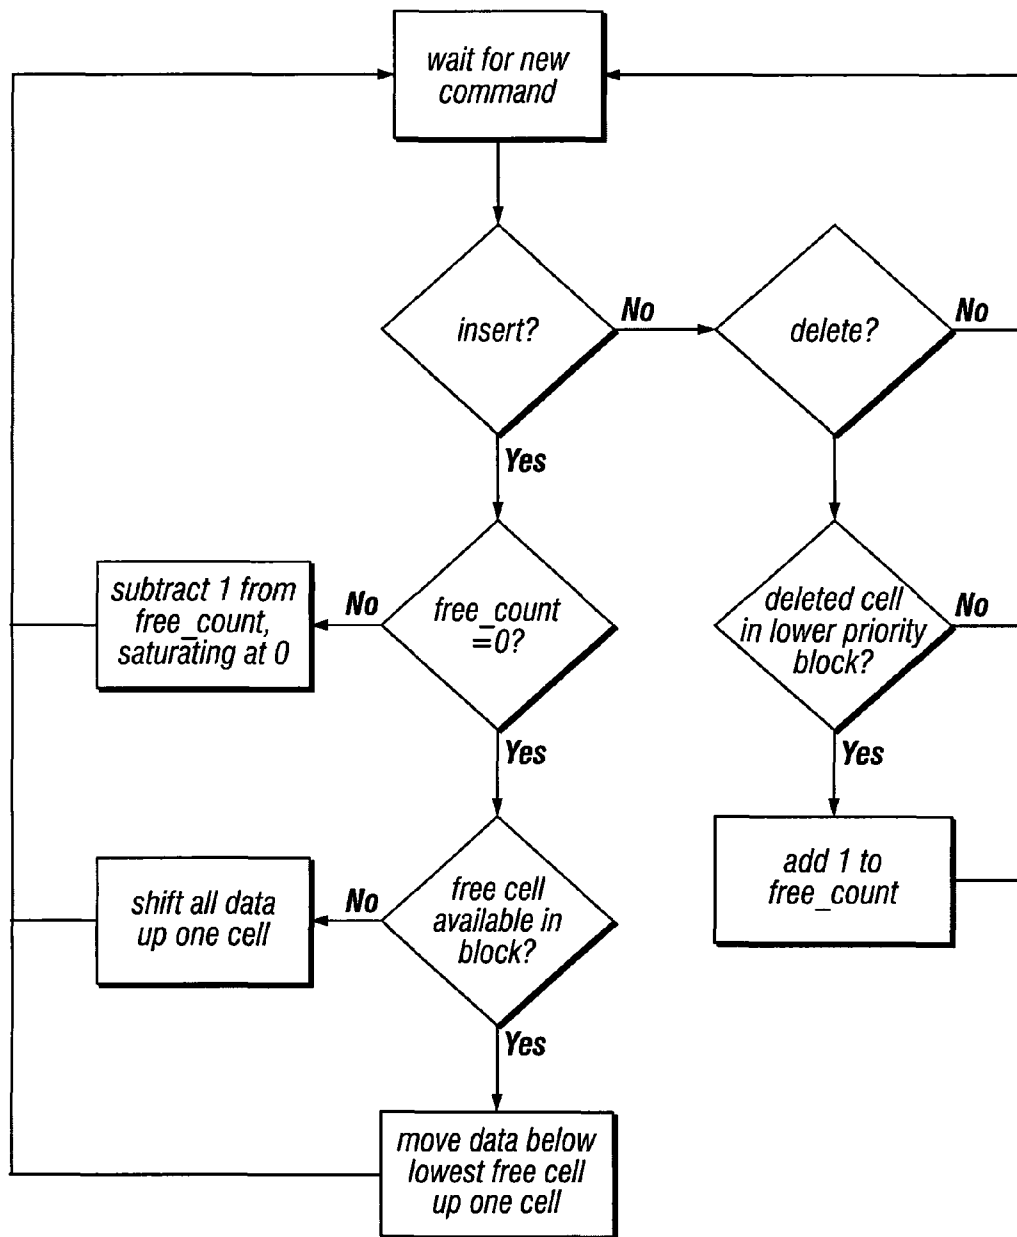 wait for new
command
insert?
No
delete?
No
Yes
subtract 1 from
free_count,
saturating at 0
No
free_count
=0?
deleted cell
in lower priority
block?
No
Yes
Yes
shift all data
up one cell
No
free cell
available in
block?
add 1 to
free_count
Yes
move data below
lowest free cell
up one cell